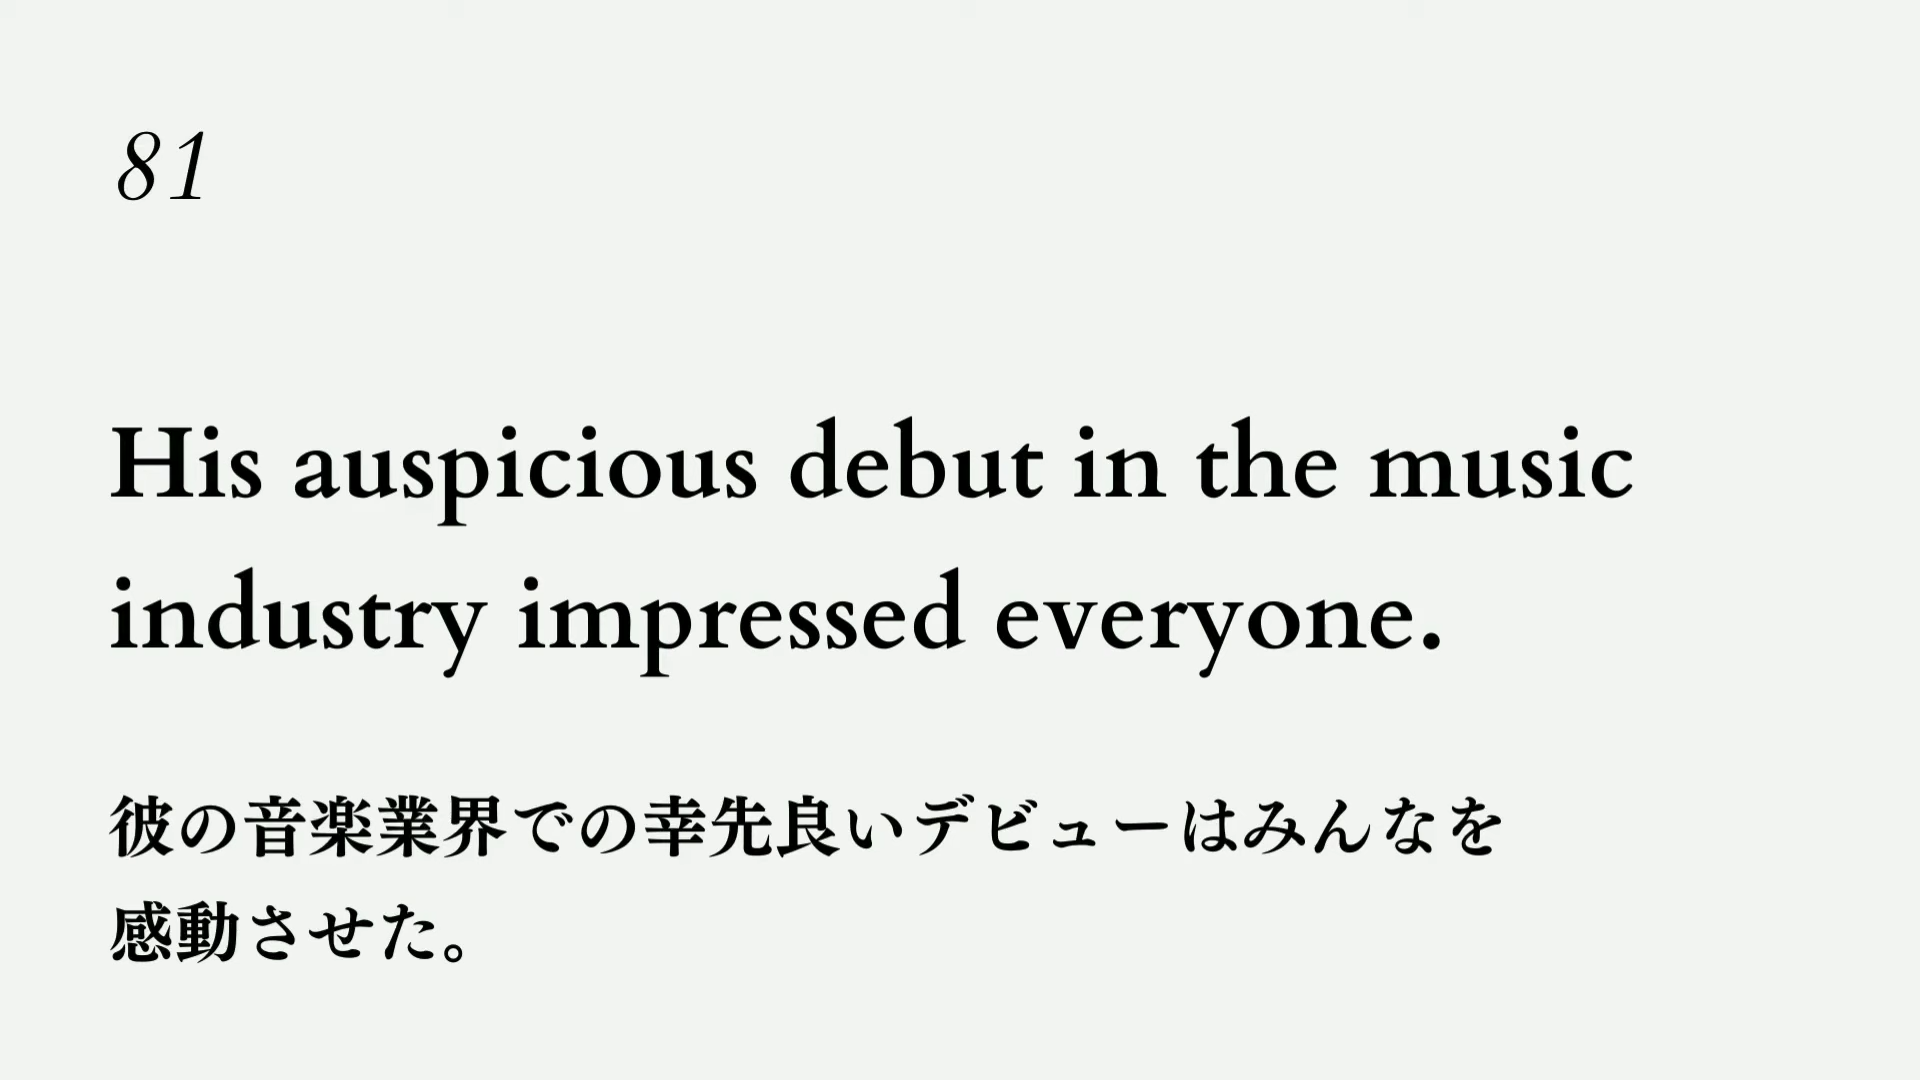 81
His auspicious debut in the music
industry impressed everyone.
彼の音楽業界での幸先良いデビューはみんなを
感動させた。